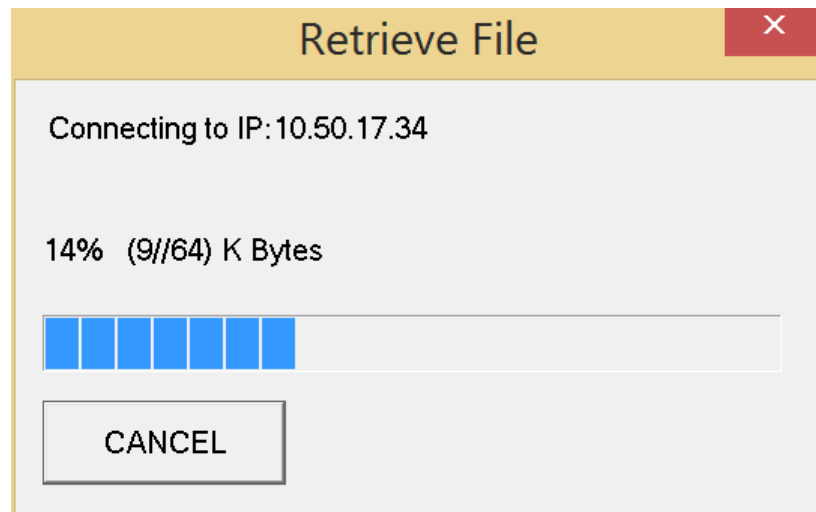 Retrieve File
Connecting to IP:10.50.17.34
14% (9//64) K Bytes
CANCEL